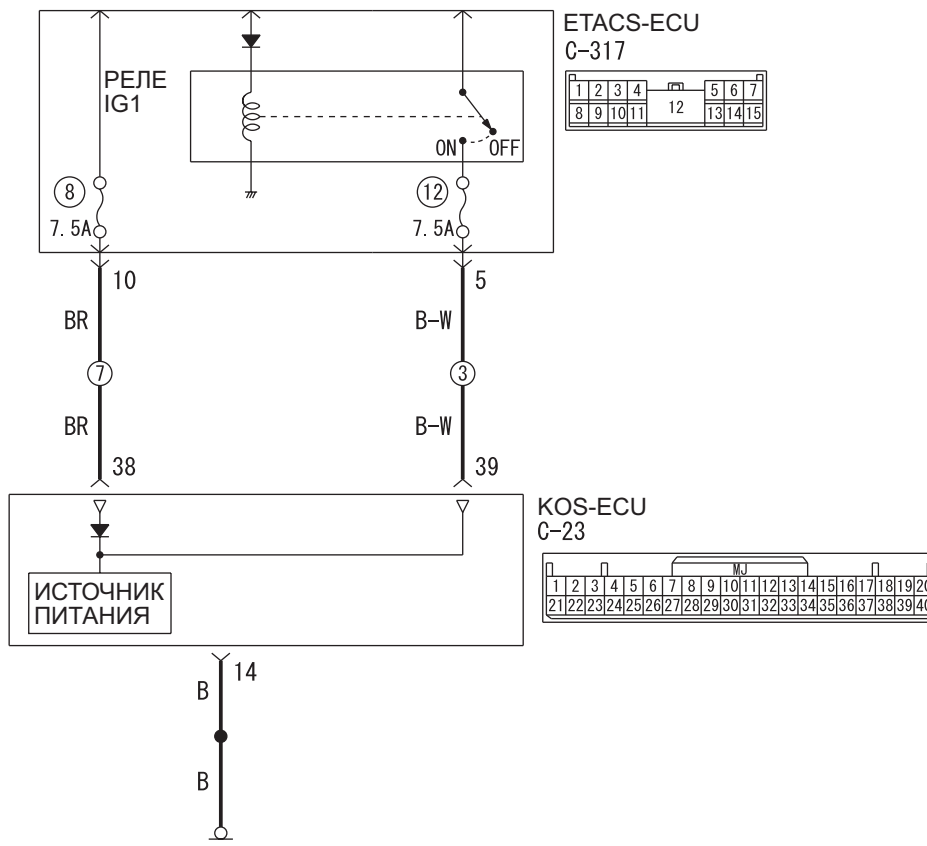 ETACS-ECU
C-317
1 2 3 4 5 6 7
8 9 10 11 12 13 14 15
РЕЛЕ
IG1
ON OFF
8 12
7.5A 7.5A
10 5
BR B-W
7 3
BR B-W
38 39
KOS-ECU
C-23
MJ
1 2 3 4 5 6 7 8 9 10 11 12 13 14 15 16 17 18 19 20
21 22 23 24 25 26 27 28 29 30 31 32 33 34 35 36 37 38 39 40
ИСТОЧНИК
ПИТАНИЯ
14
B
B